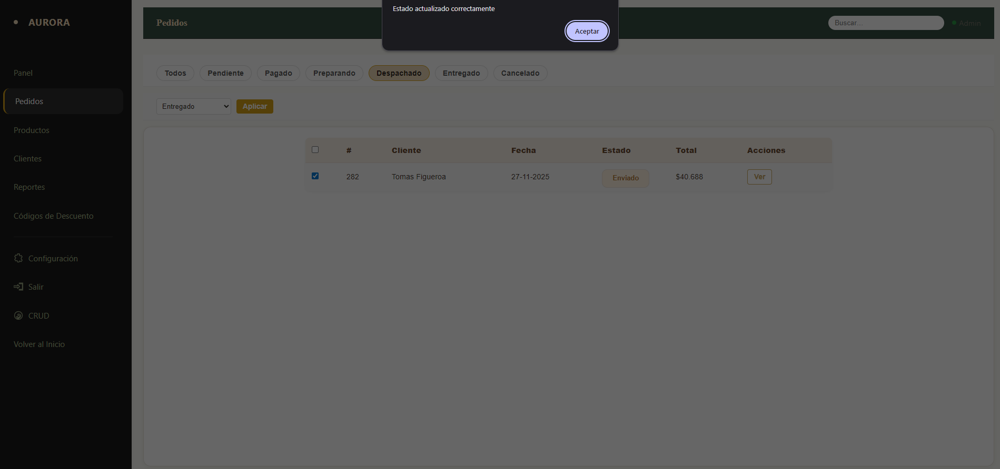 Estado actualizado correctamente
Aceptar
AURORA
Panel
Pedidos
Productos
Clientes
Reportes
Códigos de Descuento
Configuración
Salir
CRUD
Volver al Inicio
Pedidos
Buscar...
Admin
Todos Pendiente Pagado Preparando Despachado Entregado Cancelado
Entregado Aplicar
# Cliente Fecha Estado Total Acciones
282 Tomas Figueroa 27-11-2025 Enviado $40.688 Ver